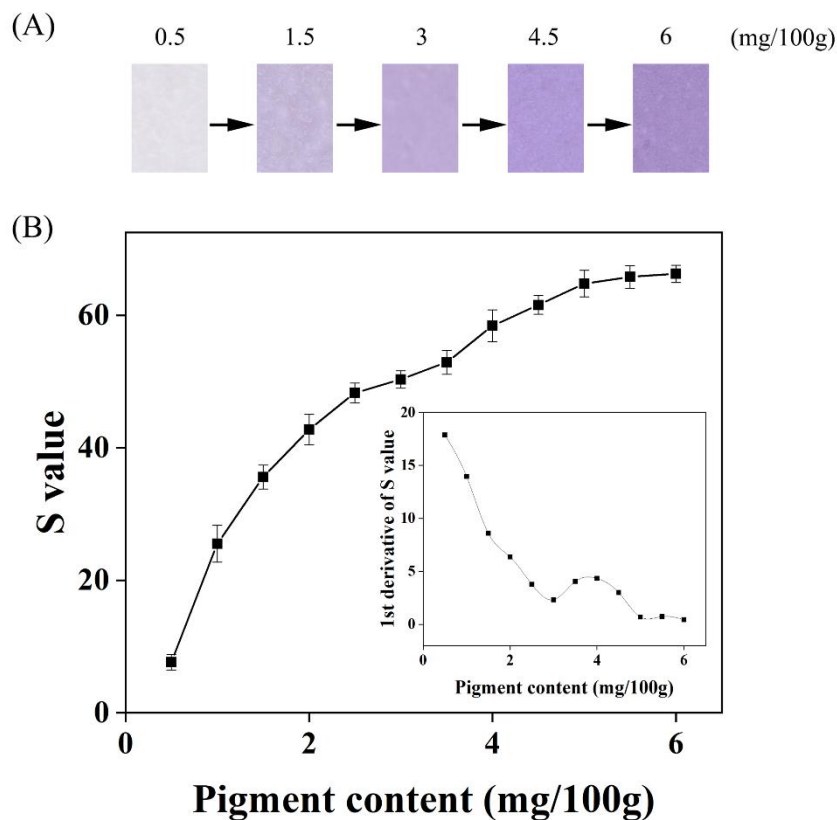 (A)
0.5 1.5 3 4.5 6 (mg/100g)
(B)
60
40
20
0
S value
0 2 4 6
Pigment content (mg/100g)
20
15
10
5
0
1st derivative of S value
0 2 4 6
Pigment content (mg/100g)